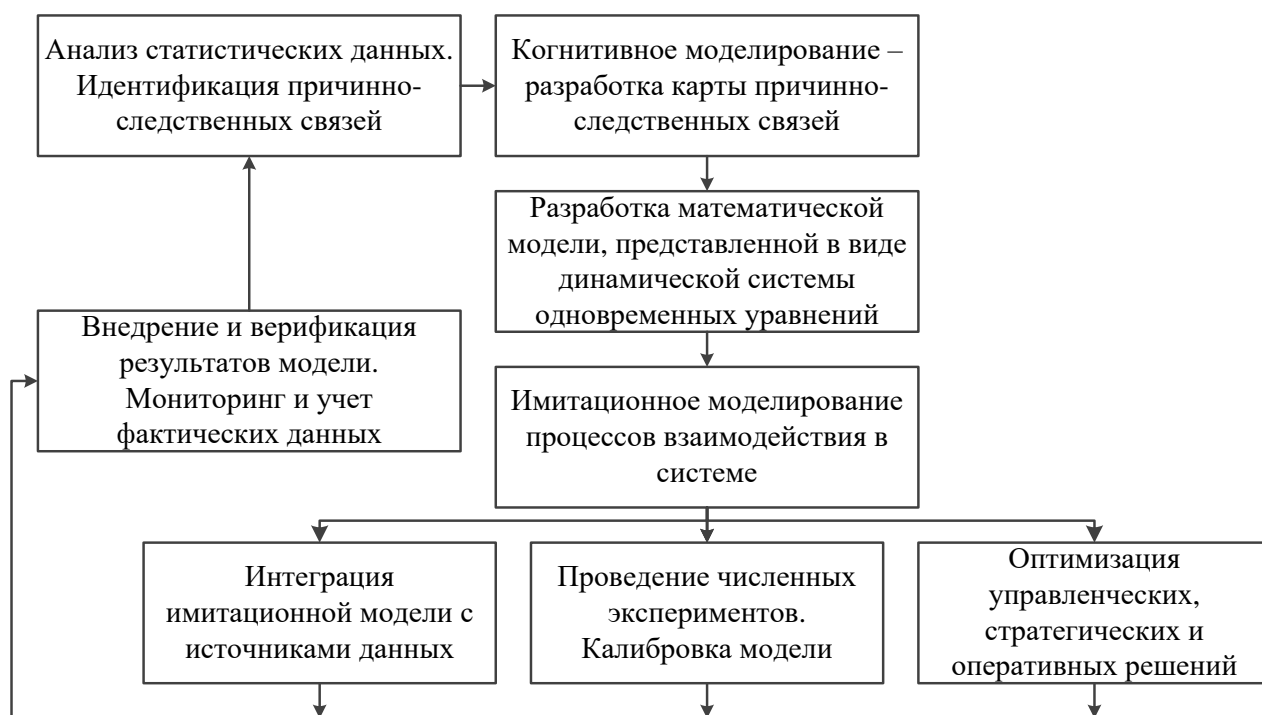 Анализ статистических данных.
Идентификация причинно-
следственных связей
Когнитивное моделирование –
разработка карты причинно-
следственных связей
Разработка математической
модели, представленной в виде
динамической системы
одновременных уравнений
Внедрение и верификация
результатов модели.
Мониторинг и учет
фактических данных
Имитационное моделирование
процессов взаимодействия в
системе
Интеграция
имитационной модели с
источниками данных
Проведение численных
экспериментов.
Калибровка модели
Оптимизация
управленческих,
стратегических и
оперативных решений